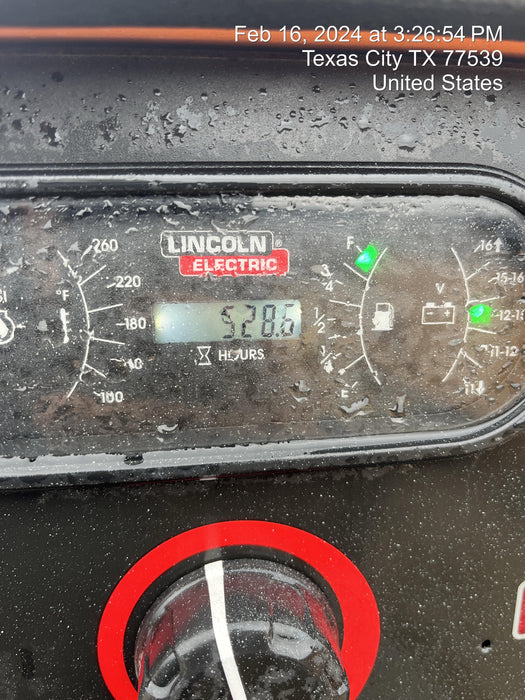 Feb 16, 2024 at 3:26:54 PM
Texas City TX 77539
United States
LINCOLN®
ELECTRIC
260
220
180
100
°F
528.6
HOURS
F
3/4
1/2
1/4
E
V
16
15-16
12-15
11-12
11